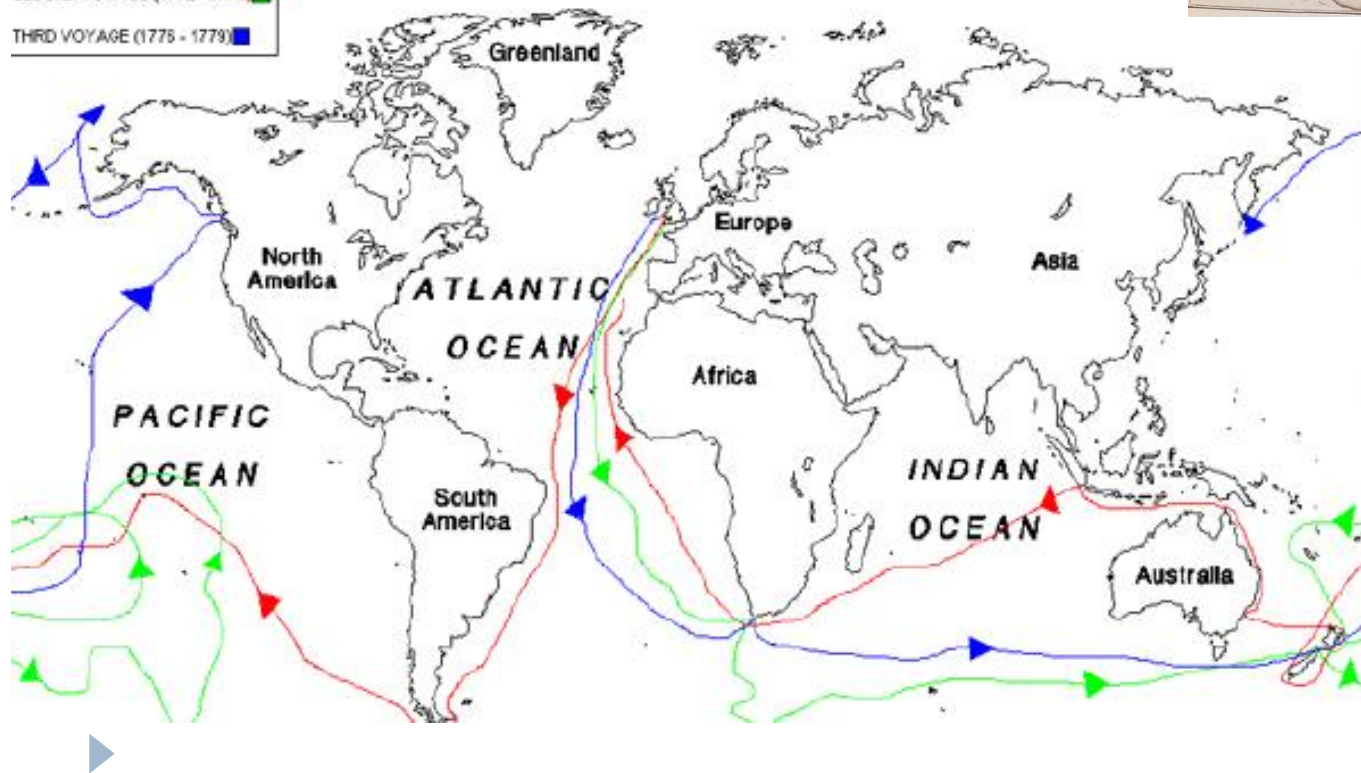 THIRD VOYAGE (1776 - 1779)
Greenland
North
America
Europe
Asia
ATLANTIC
OCEAN
Africa
PACIFIC
OCEAN
South
America
INDIAN
OCEAN
Australia